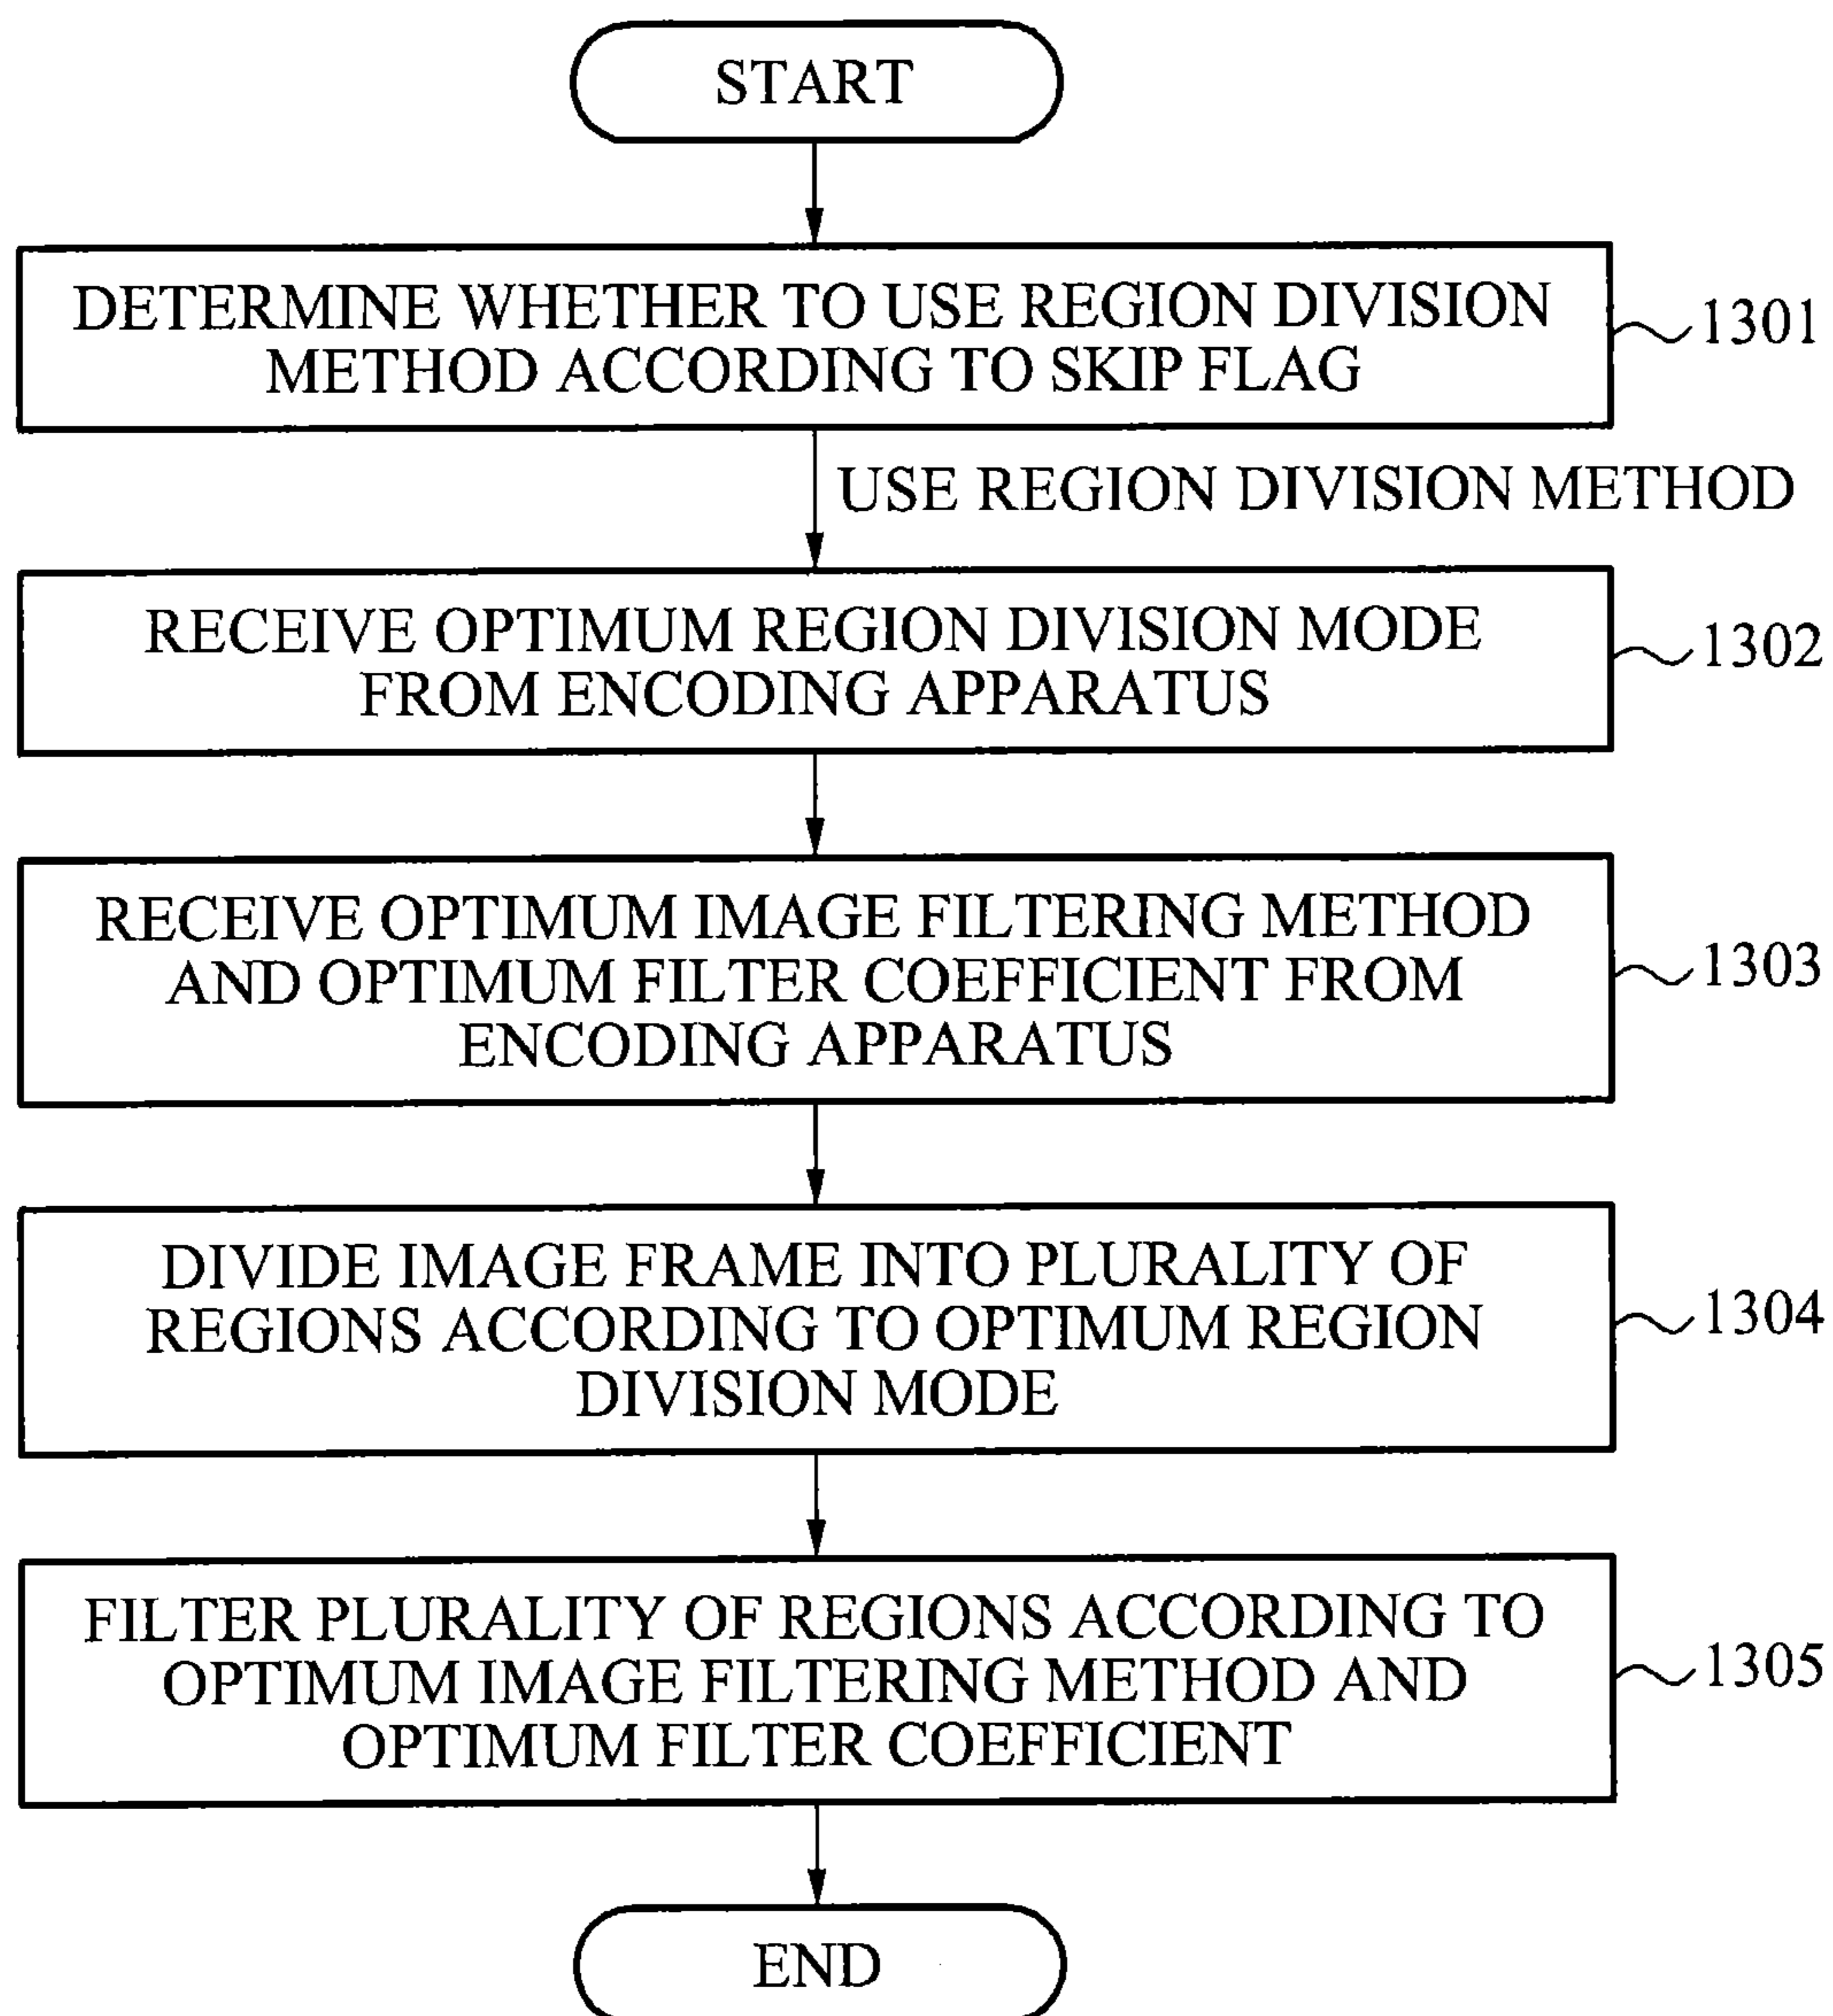 START
DETERMINE WHETHER TO USE REGION DIVISION
METHOD ACCORDING TO SKIP FLAG
1301
USE REGION DIVISION METHOD
RECEIVE OPTIMUM REGION DIVISION MODE
FROM ENCODING APPARATUS
1302
RECEIVE OPTIMUM IMAGE FILTERING METHOD
AND OPTIMUM FILTER COEFFICIENT FROM
ENCODING APPARATUS
1303
DIVIDE IMAGE FRAME INTO PLURALITY OF
REGIONS ACCORDING TO OPTIMUM REGION
DIVISION MODE
1304
FILTER PLURALITY OF REGIONS ACCORDING TO
OPTIMUM IMAGE FILTERING METHOD AND
OPTIMUM FILTER COEFFICIENT
1305
END